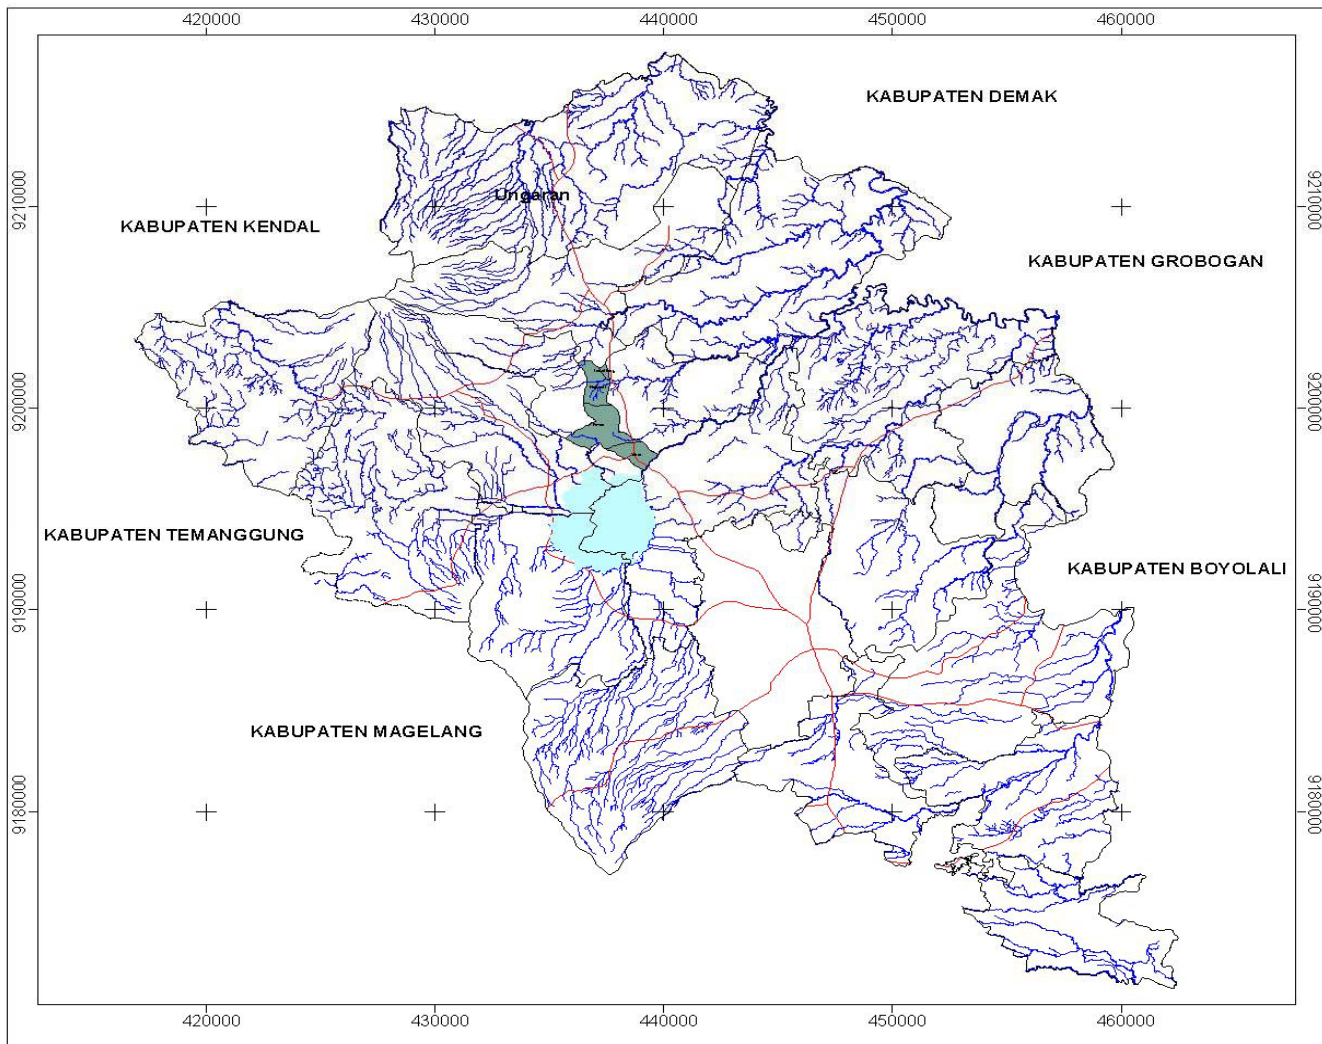 420000 430000 440000 450000 460000
KABUPATEN DEMAK
9210000 Ungaran 9210000
KABUPATEN KENDAL
KABUPATEN GROBOGAN
9200000 9200000
KABUPATEN TEMANGGUNG
KABUPATEN BOYOLALI
9190000 9190000
KABUPATEN MAGELANG
9180000 9180000
420000 430000 440000 450000 460000